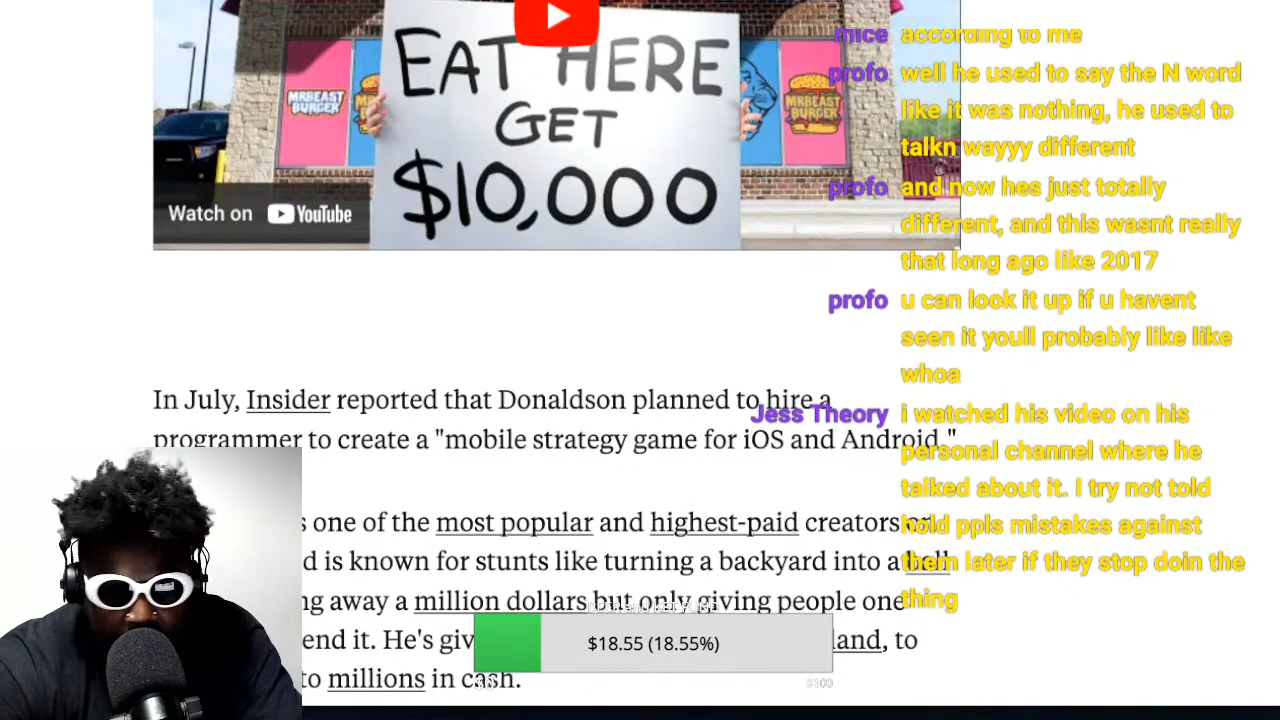 EAT HERE
GET
$10,000
MRBEAST
BURGER
MRBEAST
BURGER
Watch on YouTube
In July, Insider reported that Donaldson planned to hire a
programmer to create a "mobile strategy game for iOS and Android."
s one of the most popular and highest-paid creators or
d is known for stunts like turning a backyard into a ball
ng away a million dollars but only giving people one
end it. He's giv land, to
to millions in cash.
$18.55 (18.55%)
$100
mice according to me
profo well he used to say the N word
like it was nothing, he used to
talkn wayyy different
profo and now hes just totally
different, and this wasnt really
that long ago like 2017
profo u can look it up if u havent
seen it youll probably like like
whoa
Jess Theory i watched his video on his
personal channel where he
talked about it. I try not told
hold ppls mistakes against
them later if they stop doin the
thing